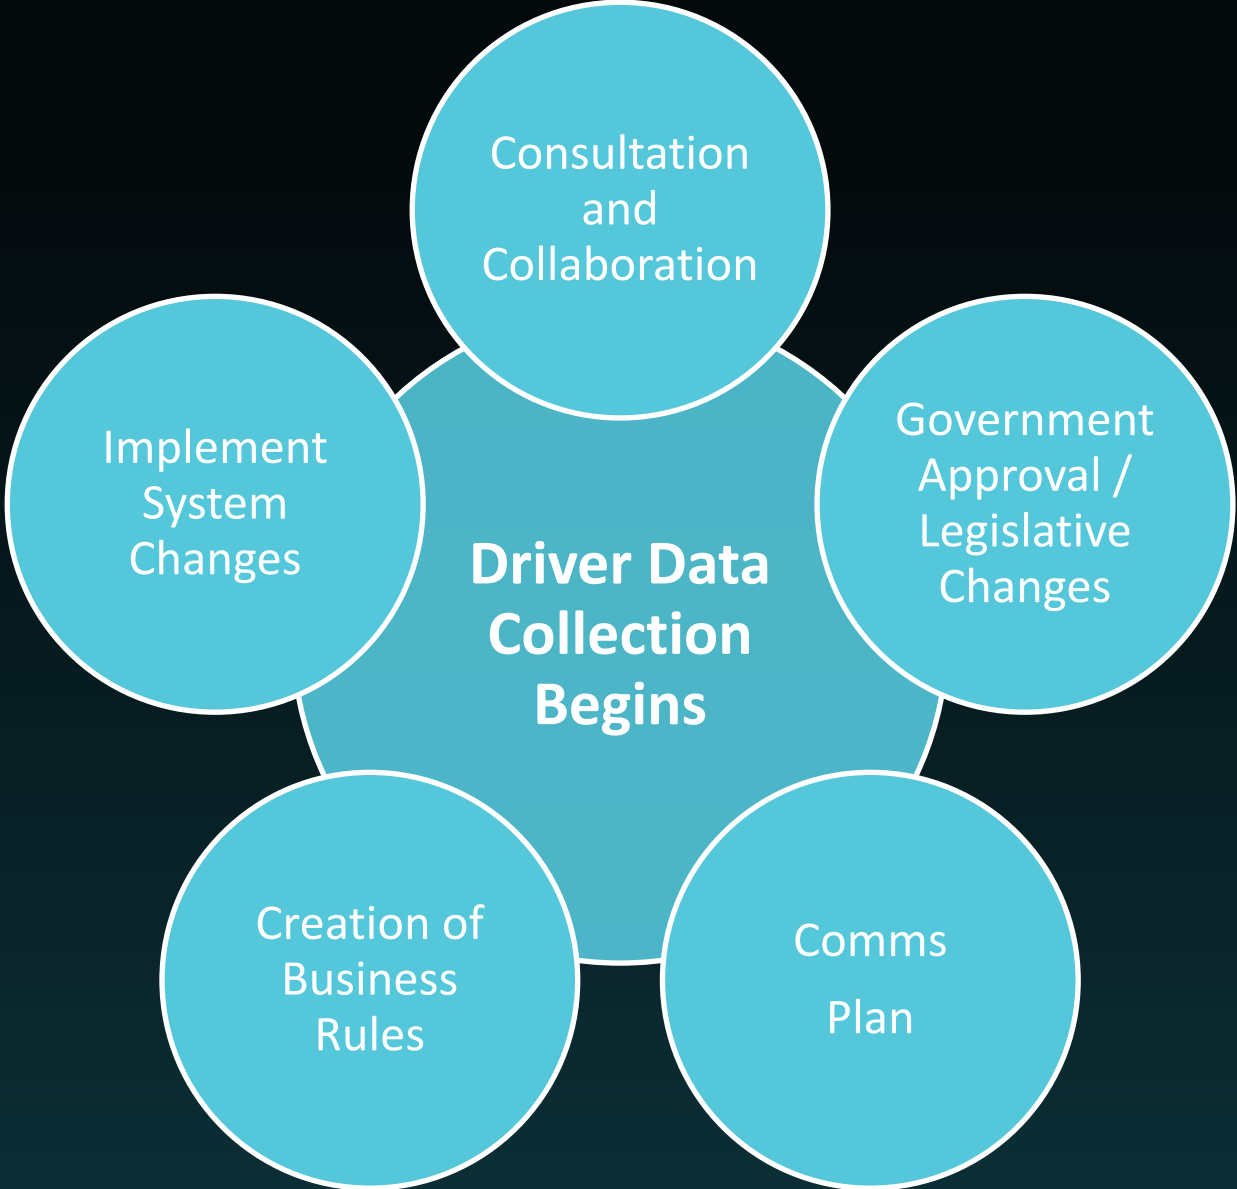 Consultation
and
Collaboration
Government
Approval /
Legislative
Changes
Comms
Plan
Creation of
Business
Rules
Implement
System
Changes
Driver Data
Collection
Begins